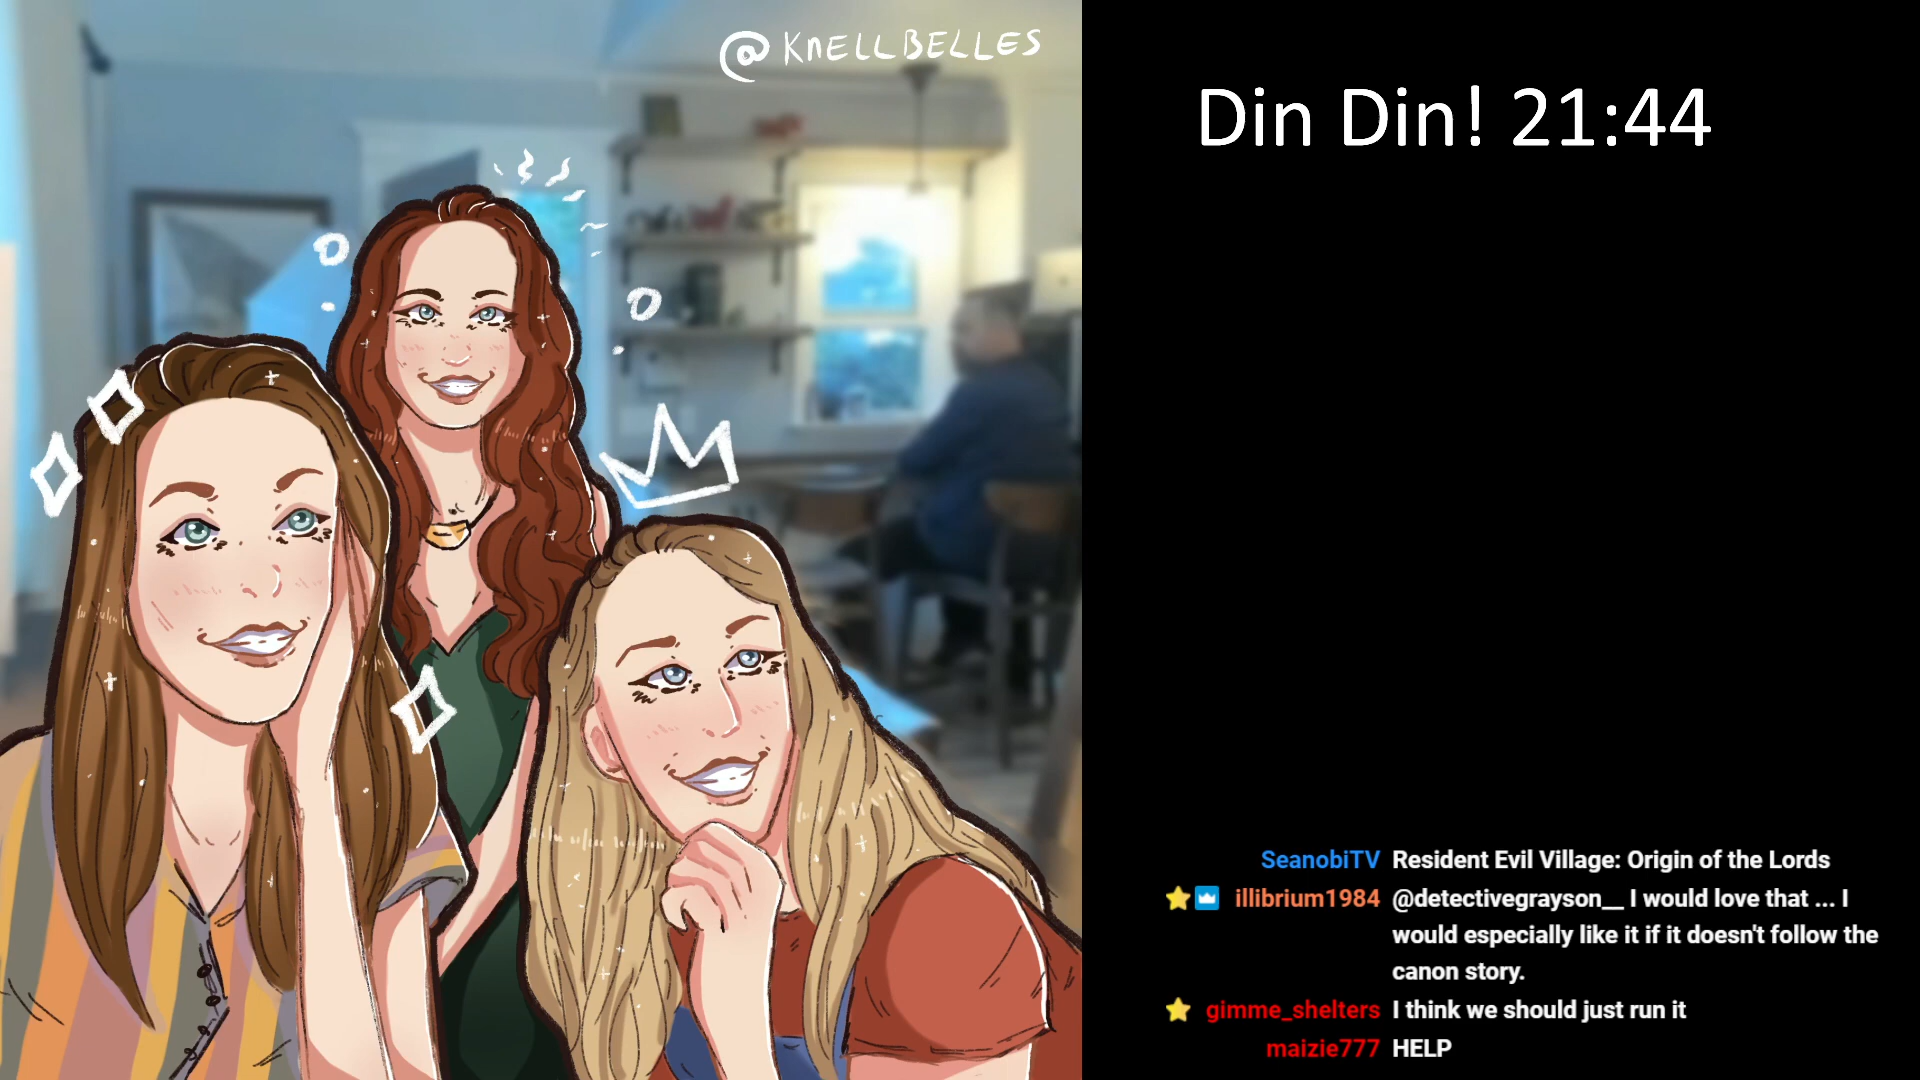 @KNELLBELLES
Din Din! 21:44
SeanobiTV Resident Evil Village: Origin of the Lords
illibrium1984 @detectivegrayson__ I would love that ... I
would especially like it if it doesn't follow the
canon story.
gimme_shelters I think we should just run it
maizie777 HELP